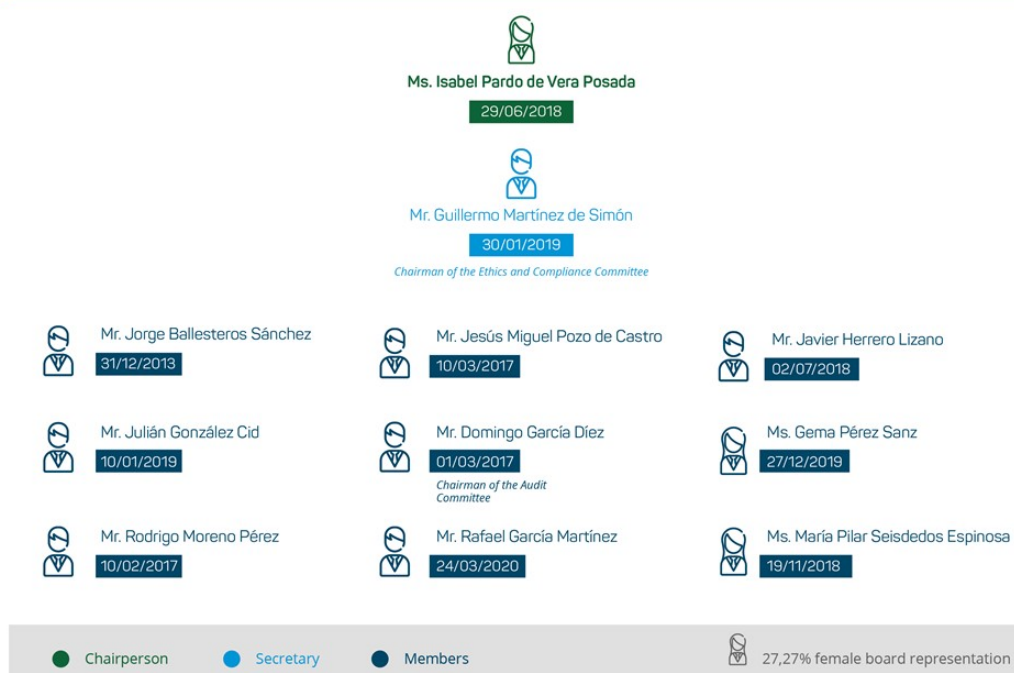 Ms. Isabel Pardo de Vera Posada
29/06/2018
Mr. Guillermo Martínez de Simón
30/01/2019
Chairman of the Ethics and Compliance Committee
Mr. Jorge Ballesteros Sánchez
31/12/2013
Mr. Jesús Miguel Pozo de Castro
10/03/2017
Mr. Javier Herrero Lizano
02/07/2018
Mr. Julián González Cid
10/01/2019
Mr. Domingo García Díez
01/03/2017
Chairman of the Audit
Committee
Ms. Gema Pérez Sanz
27/12/2019
Mr. Rodrigo Moreno Pérez
10/02/2017
Mr. Rafael García Martínez
24/03/2020
Ms. María Pilar Seisdedos Espinosa
19/11/2018
Chairperson
Secretary
Members
27,27% female board representation